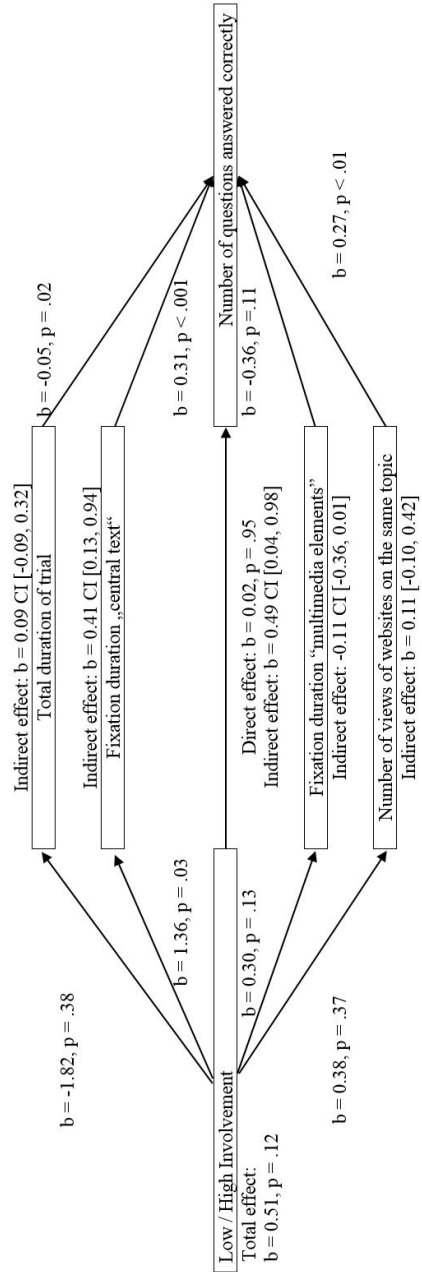 Indirect effect: b = 0.09 CI [-0.09, 0.32]
Total duration of trial
b = -1.82, p = .38
b = -0.05, p = .02
Indirect effect: b = 0.41 CI [0.13, 0.94]
Fixation duration „central text“
b = 1.36, p = .03
b = 0.31, p < .001
Low / High Involvement
Total effect:
b = 0.51, p = .12
Number of questions answered correctly
Direct effect: b = 0.02, p = .95
Indirect effect: b = 0.49 CI [0.04, 0.98]
b = 0.30, p = .13
b = -0.36, p =.11
Fixation duration “multimedia elements”
Indirect effect: -0.11 CI [-0.36, 0.01]
b = 0.38, p = .37
b = 0.27, p < .01
Number of views of websites on the same topic
Indirect effect: b = 0.11 [-0.10, 0.42]